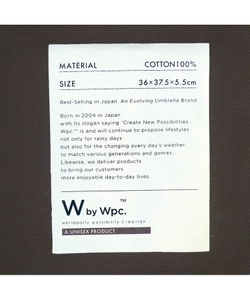 MATERIAL COTTON100%
SIZE 36×37.5×5.5cm
Best-Selling in Japan. An Evolving Umbrella Brand
Born in 2004 in Japan
with its slogan saying 'Create New Possibilities ,
Wpc.™' is and will continue to propose lifestyles
not only for rainy days
but also for the changing every day's weather,
to match various generations and genres.
Likewise, we deliver products
to bring our customers
more enjoyable day-to-day lives.
W by Wpc.™
worldparty possibility creation
A UNISEX PRODUCT